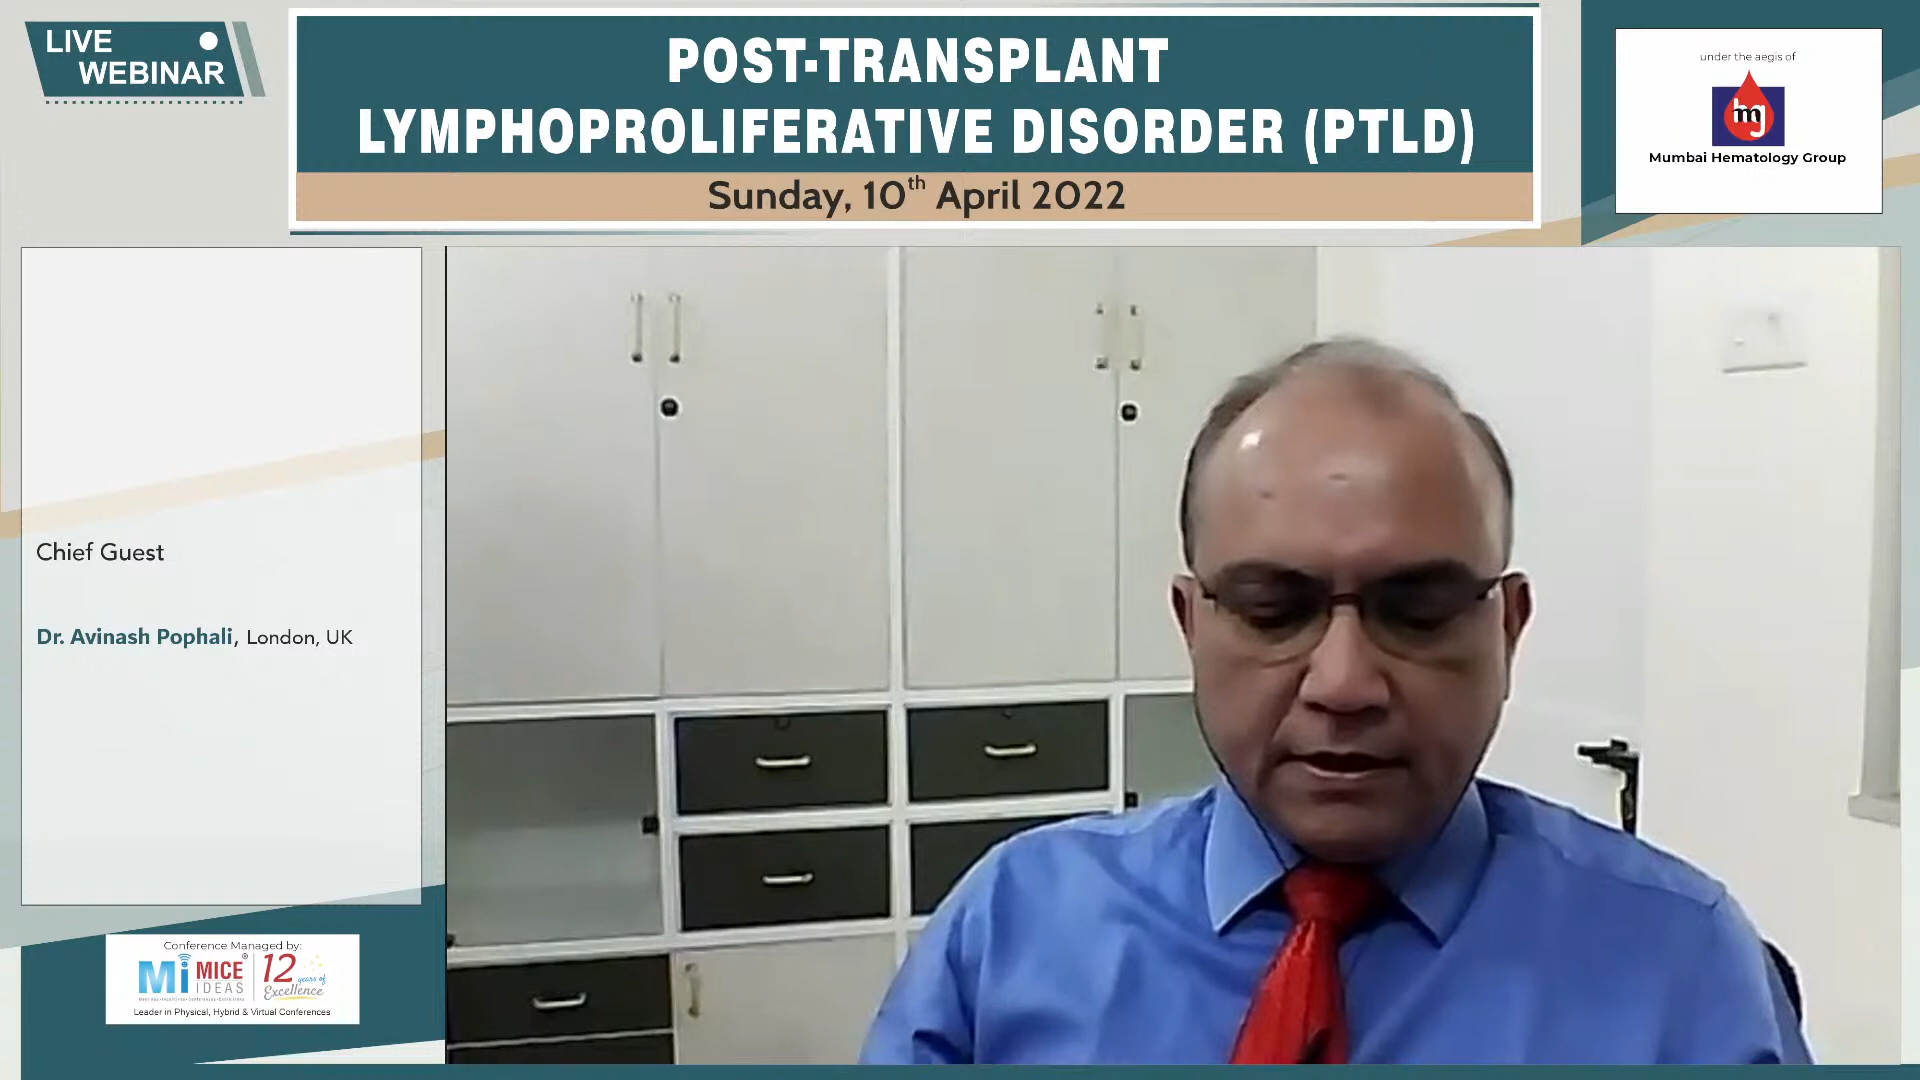 LIVE
WEBINAR
POST-TRANSPLANT
LYMPHOPROLIFERATIVE DISORDER (PTLD)
Sunday, 10th April 2022
under the aegis of
hg
Mumbai Hematology Group
Chief Guest
Dr. Avinash Pophali, London, UK
Conference Managed by:
Mi MICE IDEAS 12 years of Excellence
Leader in Physical, Hybrid & Virtual Conferences